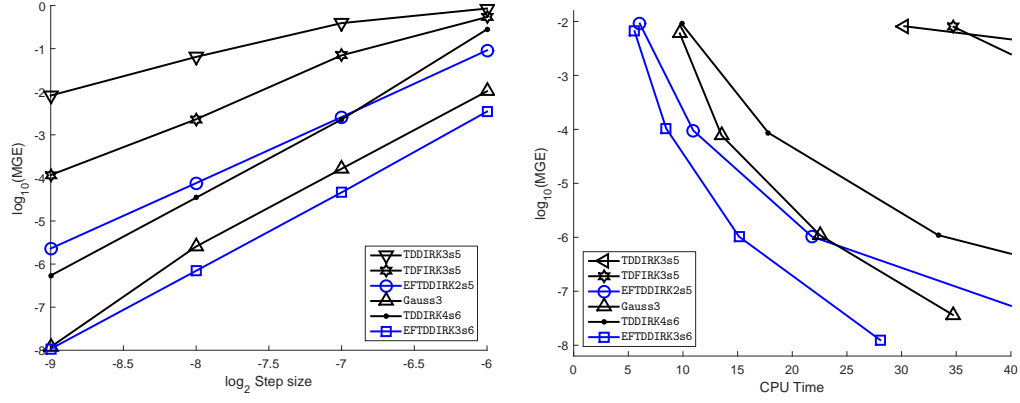 0
-1
-2
-3
-4
-5
-6
-7
-8
log10(MGE)
TDDIRK3s5
TDFIRK3s5
EFTDDIRK2s5
Gauss3
TDDIRK4s6
EFTDDIRK3s6
-9
-8.5
-8
-7.5
-7
-6.5
-6
log2 Step size
-2
-3
-4
-5
-6
-7
-8
log10(MGE)
TDDIRK3s5
TDFIRK3s5
EFTDDIRK2s5
Gauss3
TDDIRK4s6
EFTDDIRK3s6
0
5
10
15
20
25
30
35
40
CPU Time